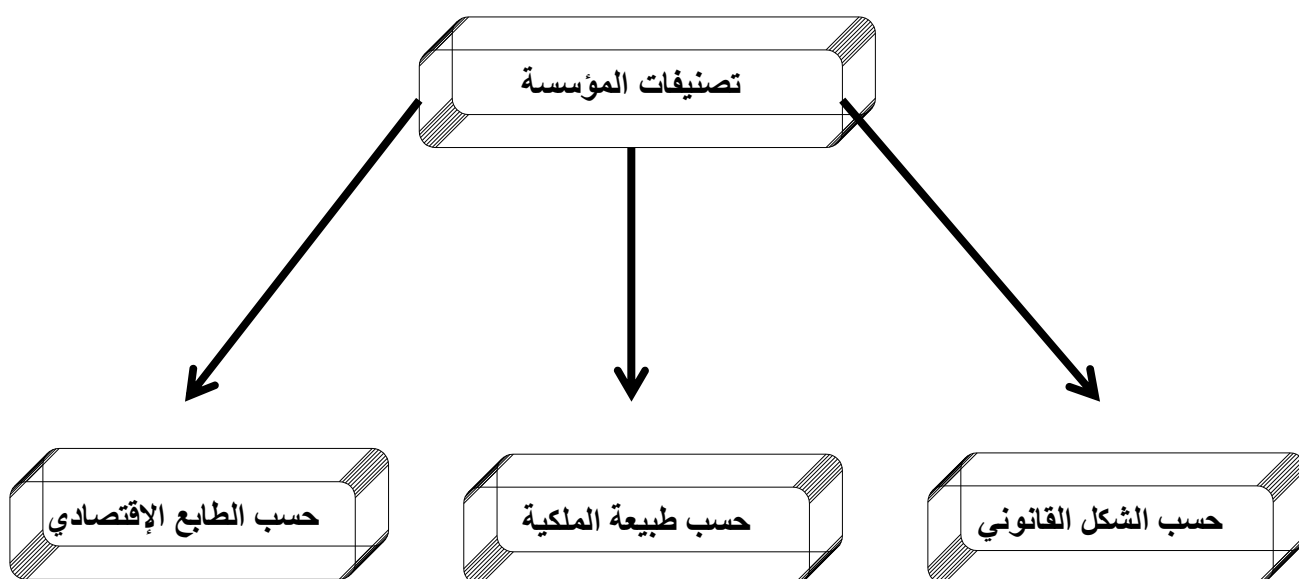 تصنيفات المؤسسة
حسب الشكل القانوني
حسب طبيعة الملكية
حسب الطابع الإقتصادي